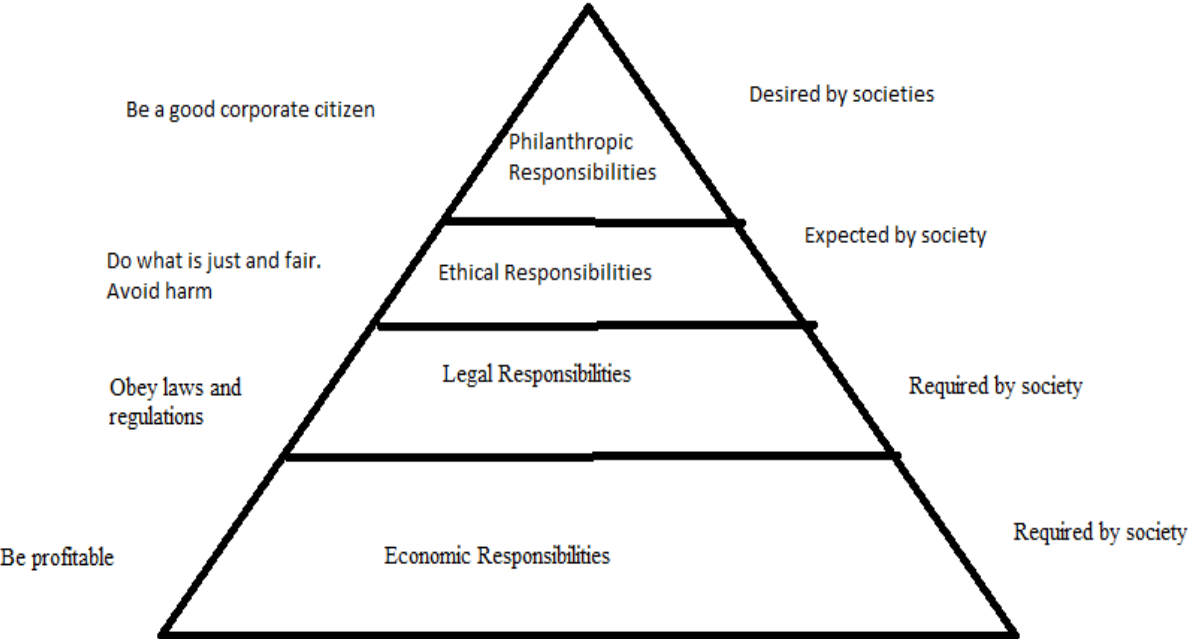 Be a good corporate citizen
Desired by societies
Philanthropic
Responsibilities
Expected by society
Do what is just and fair.
Avoid harm
Ethical Responsibilities
Obey laws and
regulations
Legal Responsibilities
Required by society
Be profitable
Economic Responsibilities
Required by society